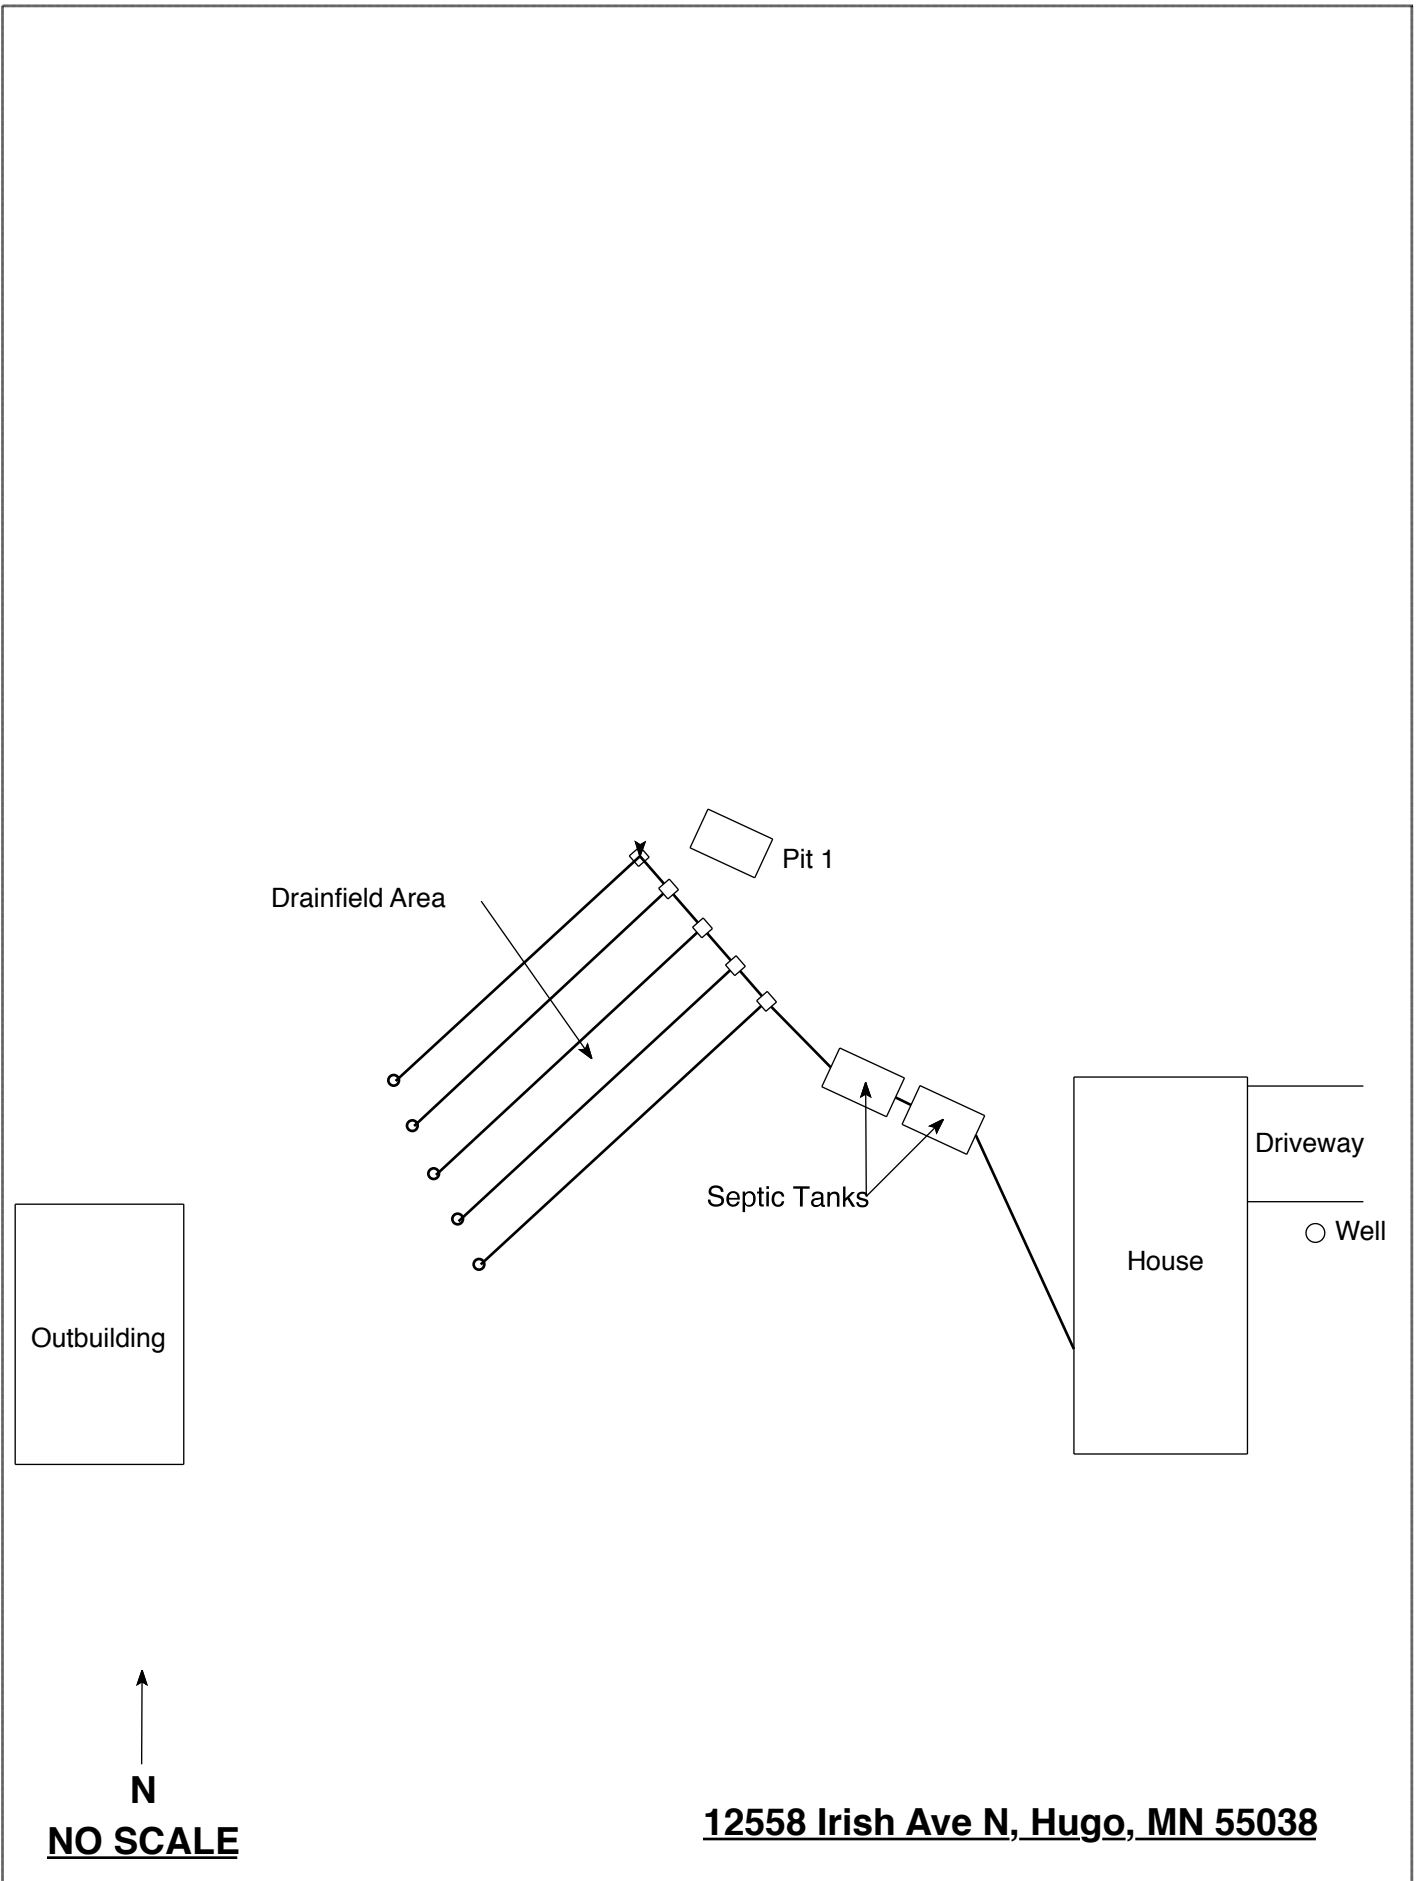 Pit 1
Drainfield Area
Driveway
Septic Tanks
Well
House
Outbuilding
N
NO SCALE
12558 Irish Ave N, Hugo, MN 55038